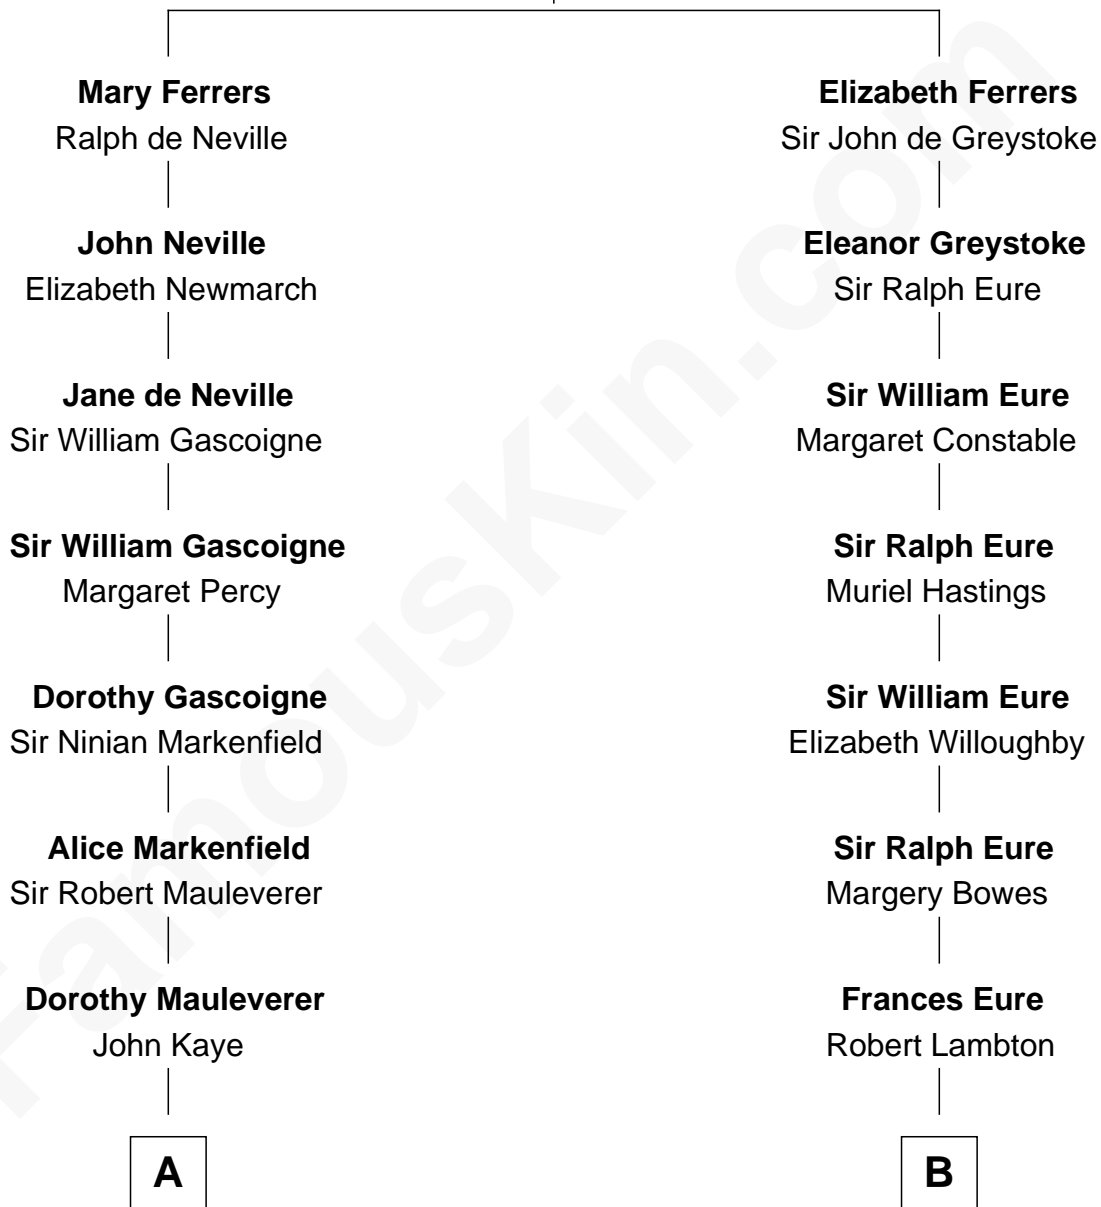 Mary Ferrers
Ralph de Neville
John Neville
Elizabeth Newmarch
Jane de Neville
Sir William Gascoigne
Sir William Gascoigne
Margaret Percy
Dorothy Gascoigne
Sir Ninian Markenfield
Alice Markenfield
Sir Robert Mauleverer
Dorothy Mauleverer
John Kaye
A
Elizabeth Ferrers
Sir John de Greystoke
Eleanor Greystoke
Sir Ralph Eure
Sir William Eure
Margaret Constable
Sir Ralph Eure
Muriel Hastings
Sir William Eure
Elizabeth Willoughby
Sir Ralph Eure
Margery Bowes
Frances Eure
Robert Lambton
B
FamousKin.com